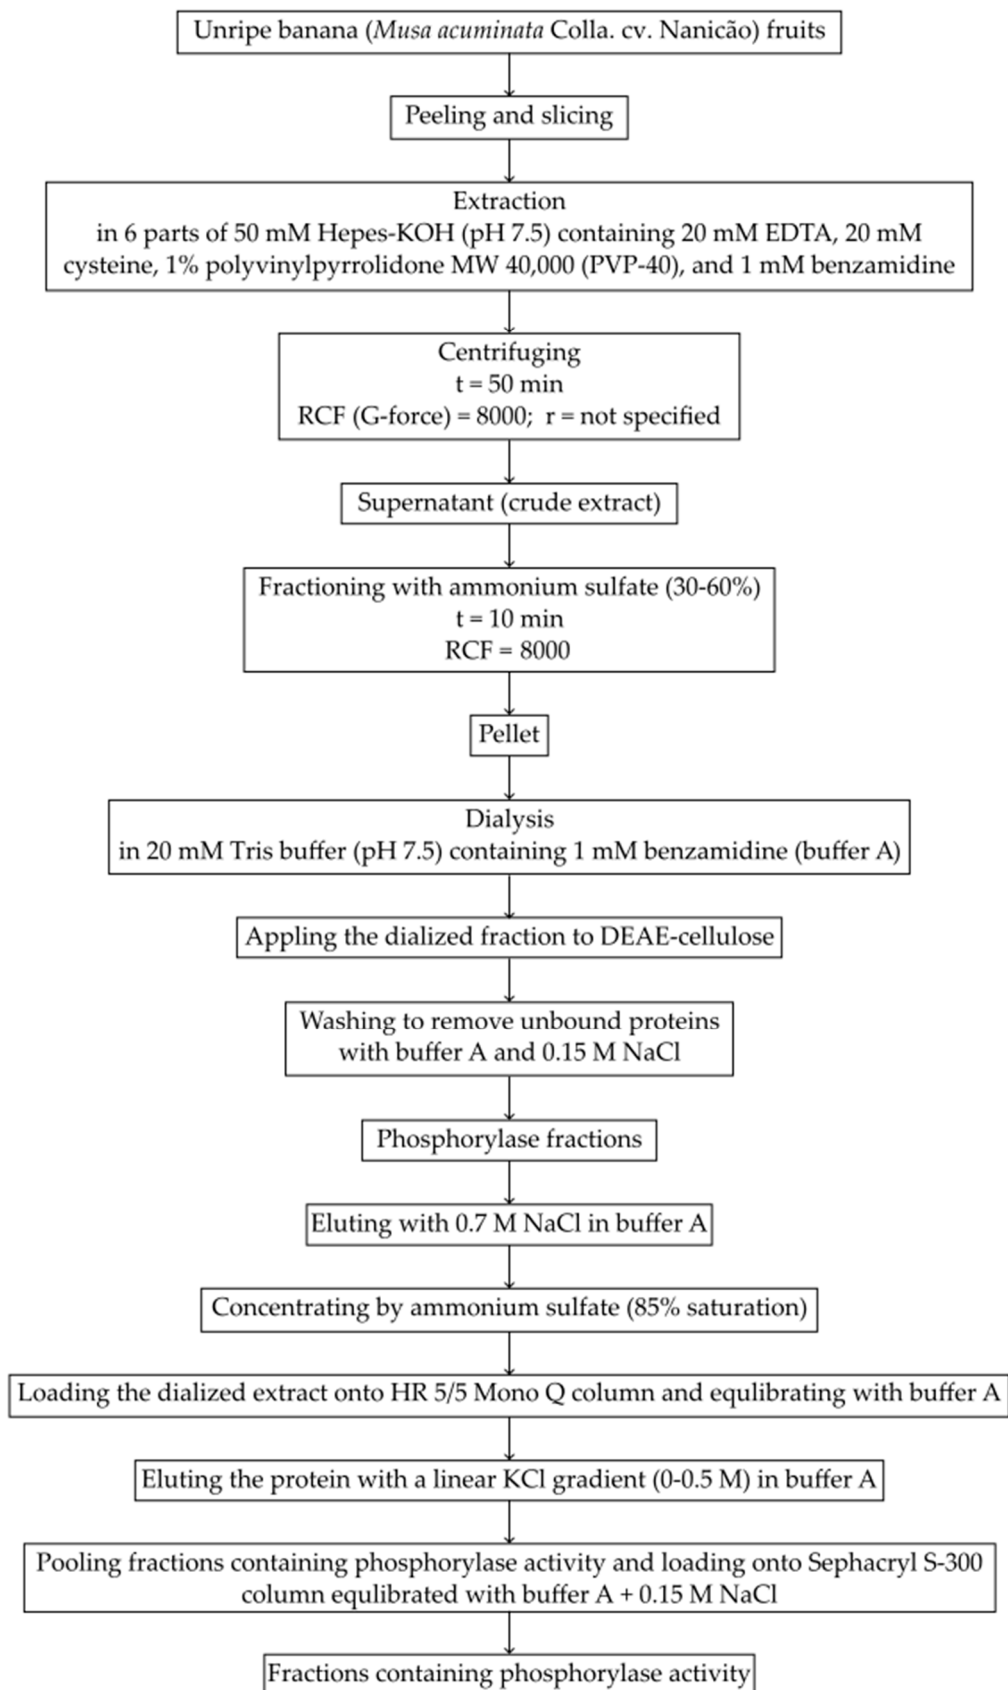 Unripe banana (Musa acuminata Colla. cv. Nanicão) fruits
Peeling and slicing
Extraction
in 6 parts of 50 mM Hepes-KOH (pH 7.5) containing 20 mM EDTA, 20 mM
cysteine, 1% polyvinylpyrrolidone MW 40,000 (PVP-40), and 1 mM benzamidine
Centrifuging
t = 50 min
RCF (G-force) = 8000; r = not specified
Supernatant (crude extract)
Fractioning with ammonium sulfate (30-60%)
t = 10 min
RCF = 8000
Pellet
Dialysis
in 20 mM Tris buffer (pH 7.5) containing 1 mM benzamidine (buffer A)
Appling the dialized fraction to DEAE-cellulose
Washing to remove unbound proteins
with buffer A and 0.15 M NaCl
Phosphorylase fractions
Eluting with 0.7 M NaCl in buffer A
Concentrating by ammonium sulfate (85% saturation)
Loading the dialized extract onto HR 5/5 Mono Q column and equlibrating with buffer A
Eluting the protein with a linear KCl gradient (0-0.5 M) in buffer A
Pooling fractions containing phosphorylase activity and loading onto Sephacryl S-300
column equlibrated with buffer A + 0.15 M NaCl
Fractions containing phosphorylase activity